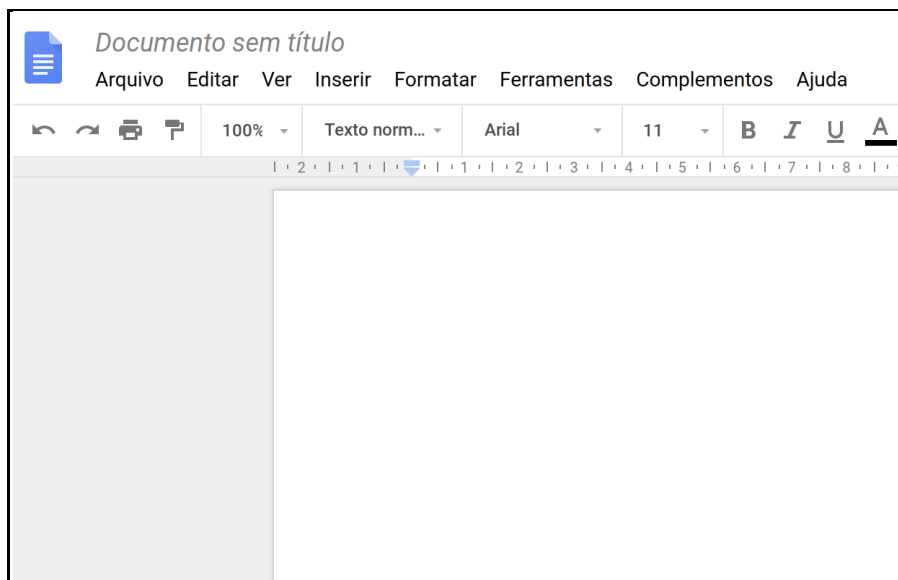 Documento sem título
Arquivo Editar Ver Inserir Formatar Ferramentas Complementos Ajuda
100% Texto norm... Arial 11 B I U A
2 1 1 2 3 4 5 6 7 8